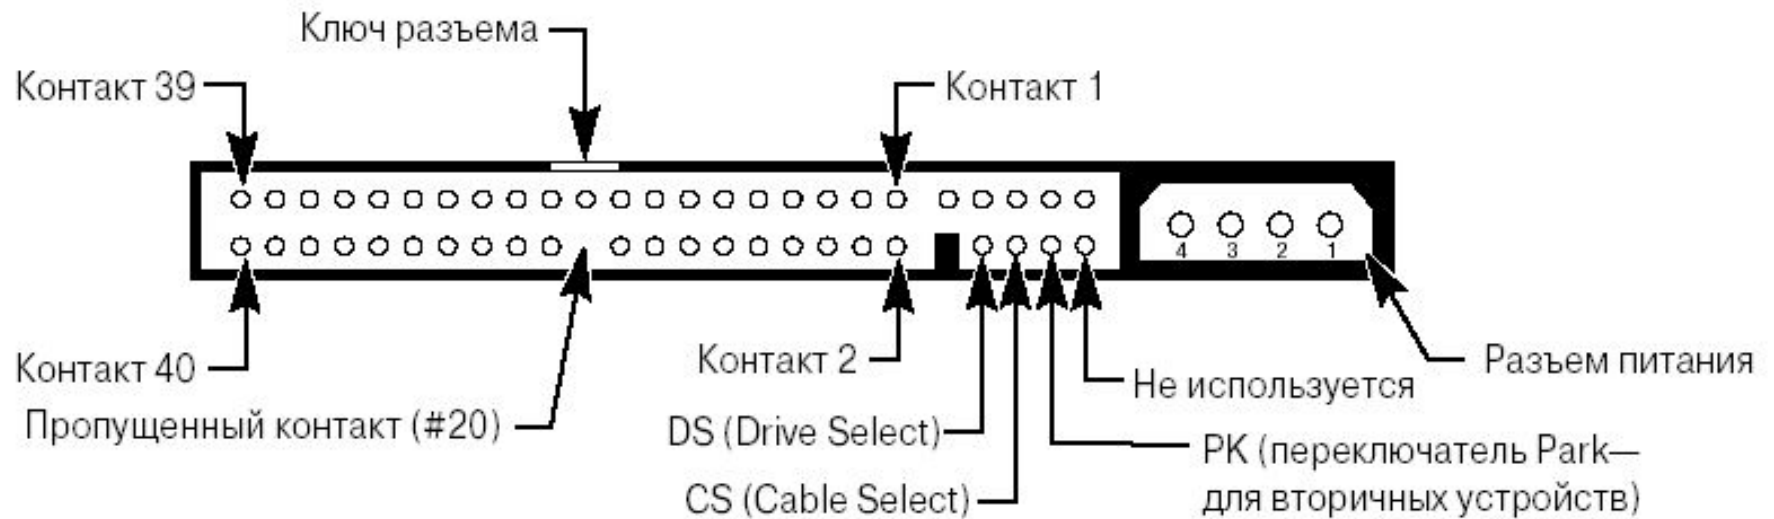 Ключ разъема
Контакт 39
Контакт 1
4 3 2 1
Контакт 40
Контакт 2
Разъем питания
Не используется
Пропущенный контакт (#20)
DS (Drive Select)
PK (переключатель Park—
для вторичных устройств)
CS (Cable Select)